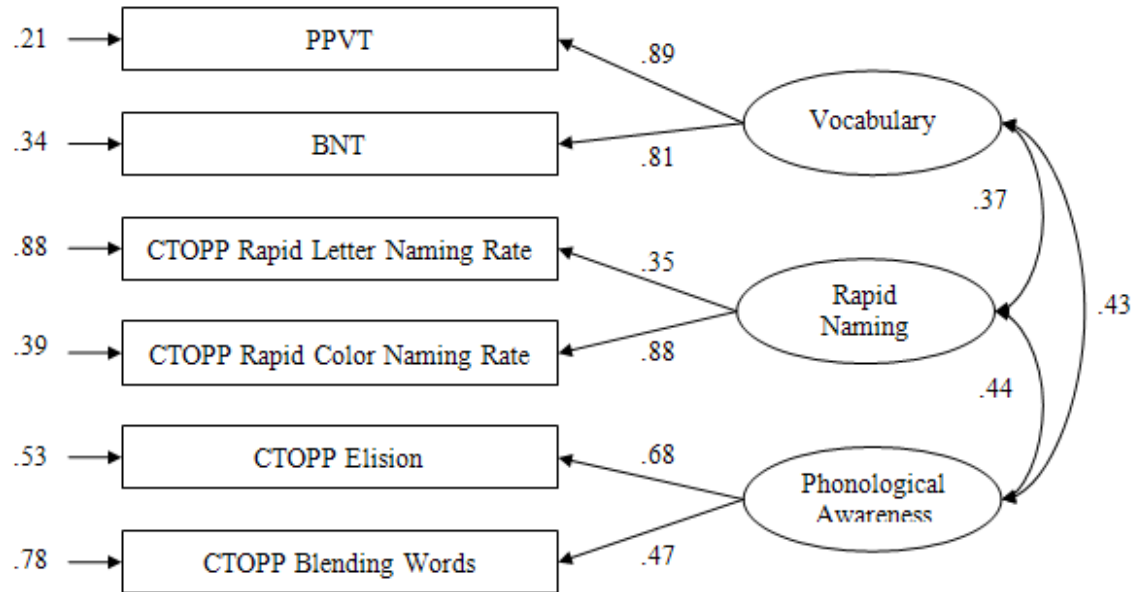 .21
PPVT
.89
Vocabulary
.34
BNT
.81
.37
.88
CTOPP Rapid Letter Naming Rate
.35
Rapid
Naming
.43
.39
CTOPP Rapid Color Naming Rate
.88
.44
.53
CTOPP Elision
.68
Phonological
Awareness
.78
CTOPP Blending Words
.47